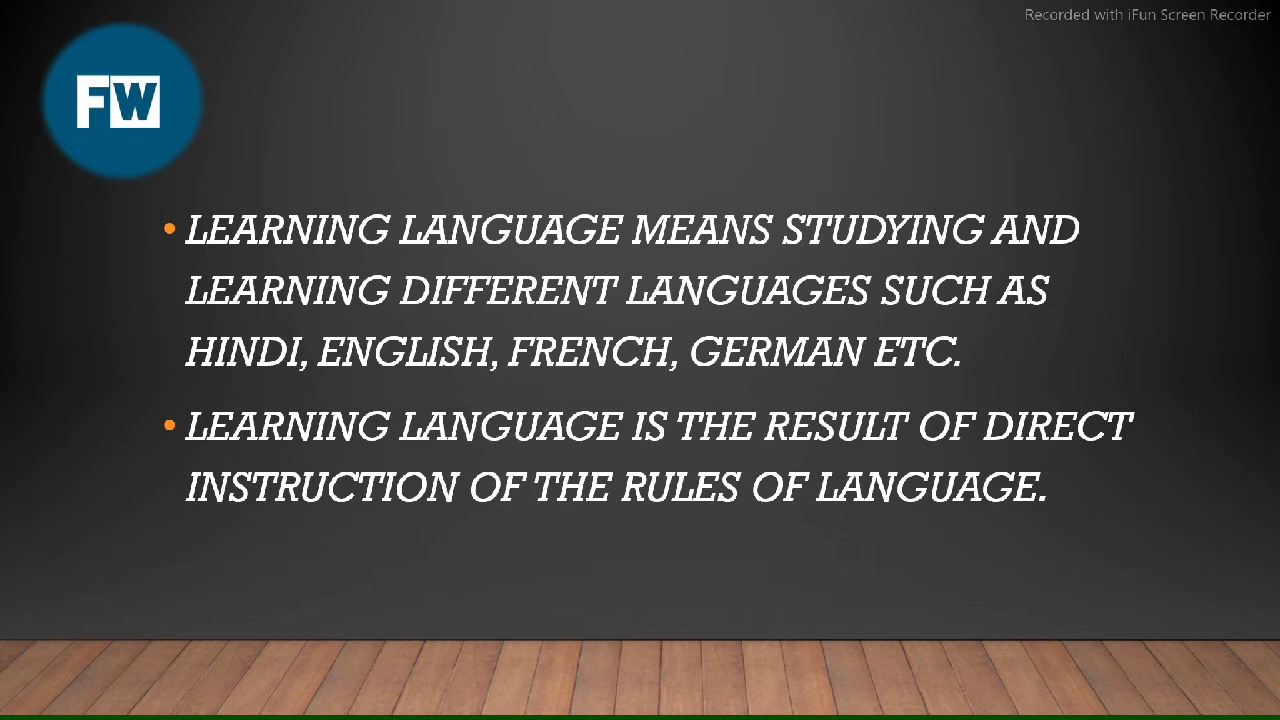 Recorded with iFun Screen Recorder
FW
• LEARNING LANGUAGE MEANS STUDYING AND
LEARNING DIFFERENT LANGUAGES SUCH AS
HINDI, ENGLISH, FRENCH, GERMAN ETC.
• LEARNING LANGUAGE IS THE RESULT OF DIRECT
INSTRUCTION OF THE RULES OF LANGUAGE.